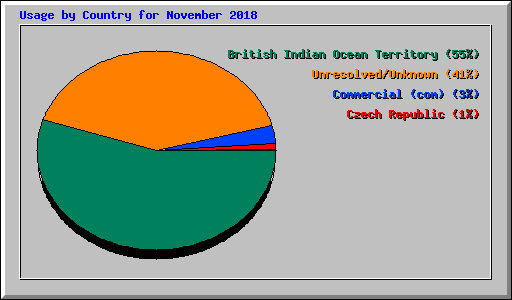 Usage by Country for November 2018
British Indian Ocean Territory (55%)
Unresolved/Unknown (41%)
Commercial (com) (3%)
Czech Republic (1%)